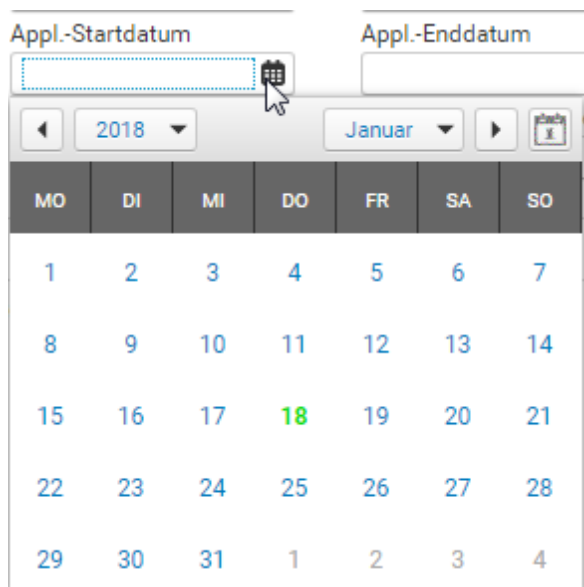 Appl.-Startdatum Appl.-Enddatum
2018 Januar
MO DI MI DO FR SA SO
1 2 3 4 5 6 7
8 9 10 11 12 13 14
15 16 17 18 19 20 21
22 23 24 25 26 27 28
29 30 31 1 2 3 4